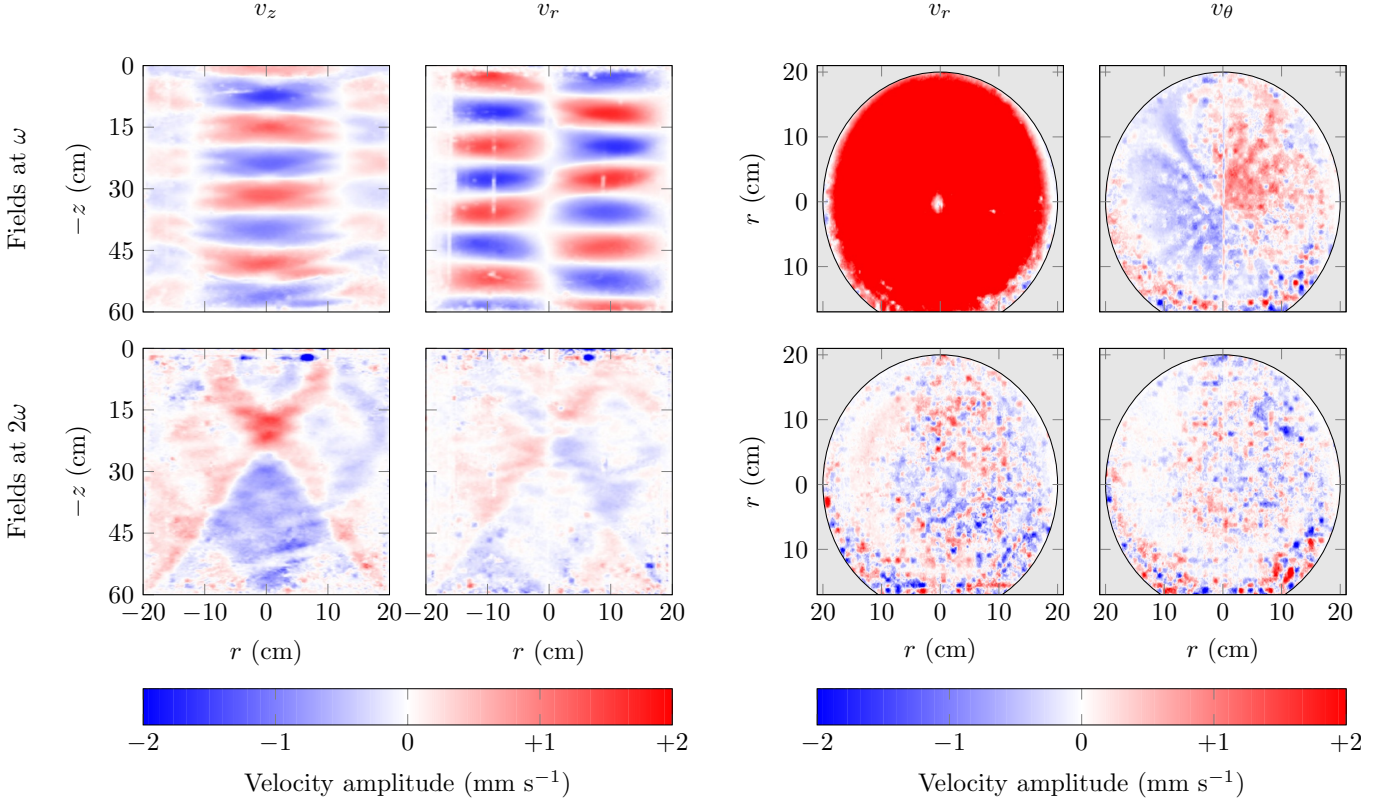 v_z v_r v_r v_θ
Fields at ω
−z (cm)
0
15
30
45
60
r (cm)
20
10
0
10
Fields at 2ω
−z (cm)
0
15
30
45
60
r (cm)
20
10
0
10
−20 −10 0 10 20
−20 −10 0 10 20
20 10 0 10 20
20 10 0 10 20
r (cm) r (cm) r (cm) r (cm)
−2 −1 0 +1 +2
−2 −1 0 +1 +2
Velocity amplitude (mm s⁻¹) Velocity amplitude (mm s⁻¹)